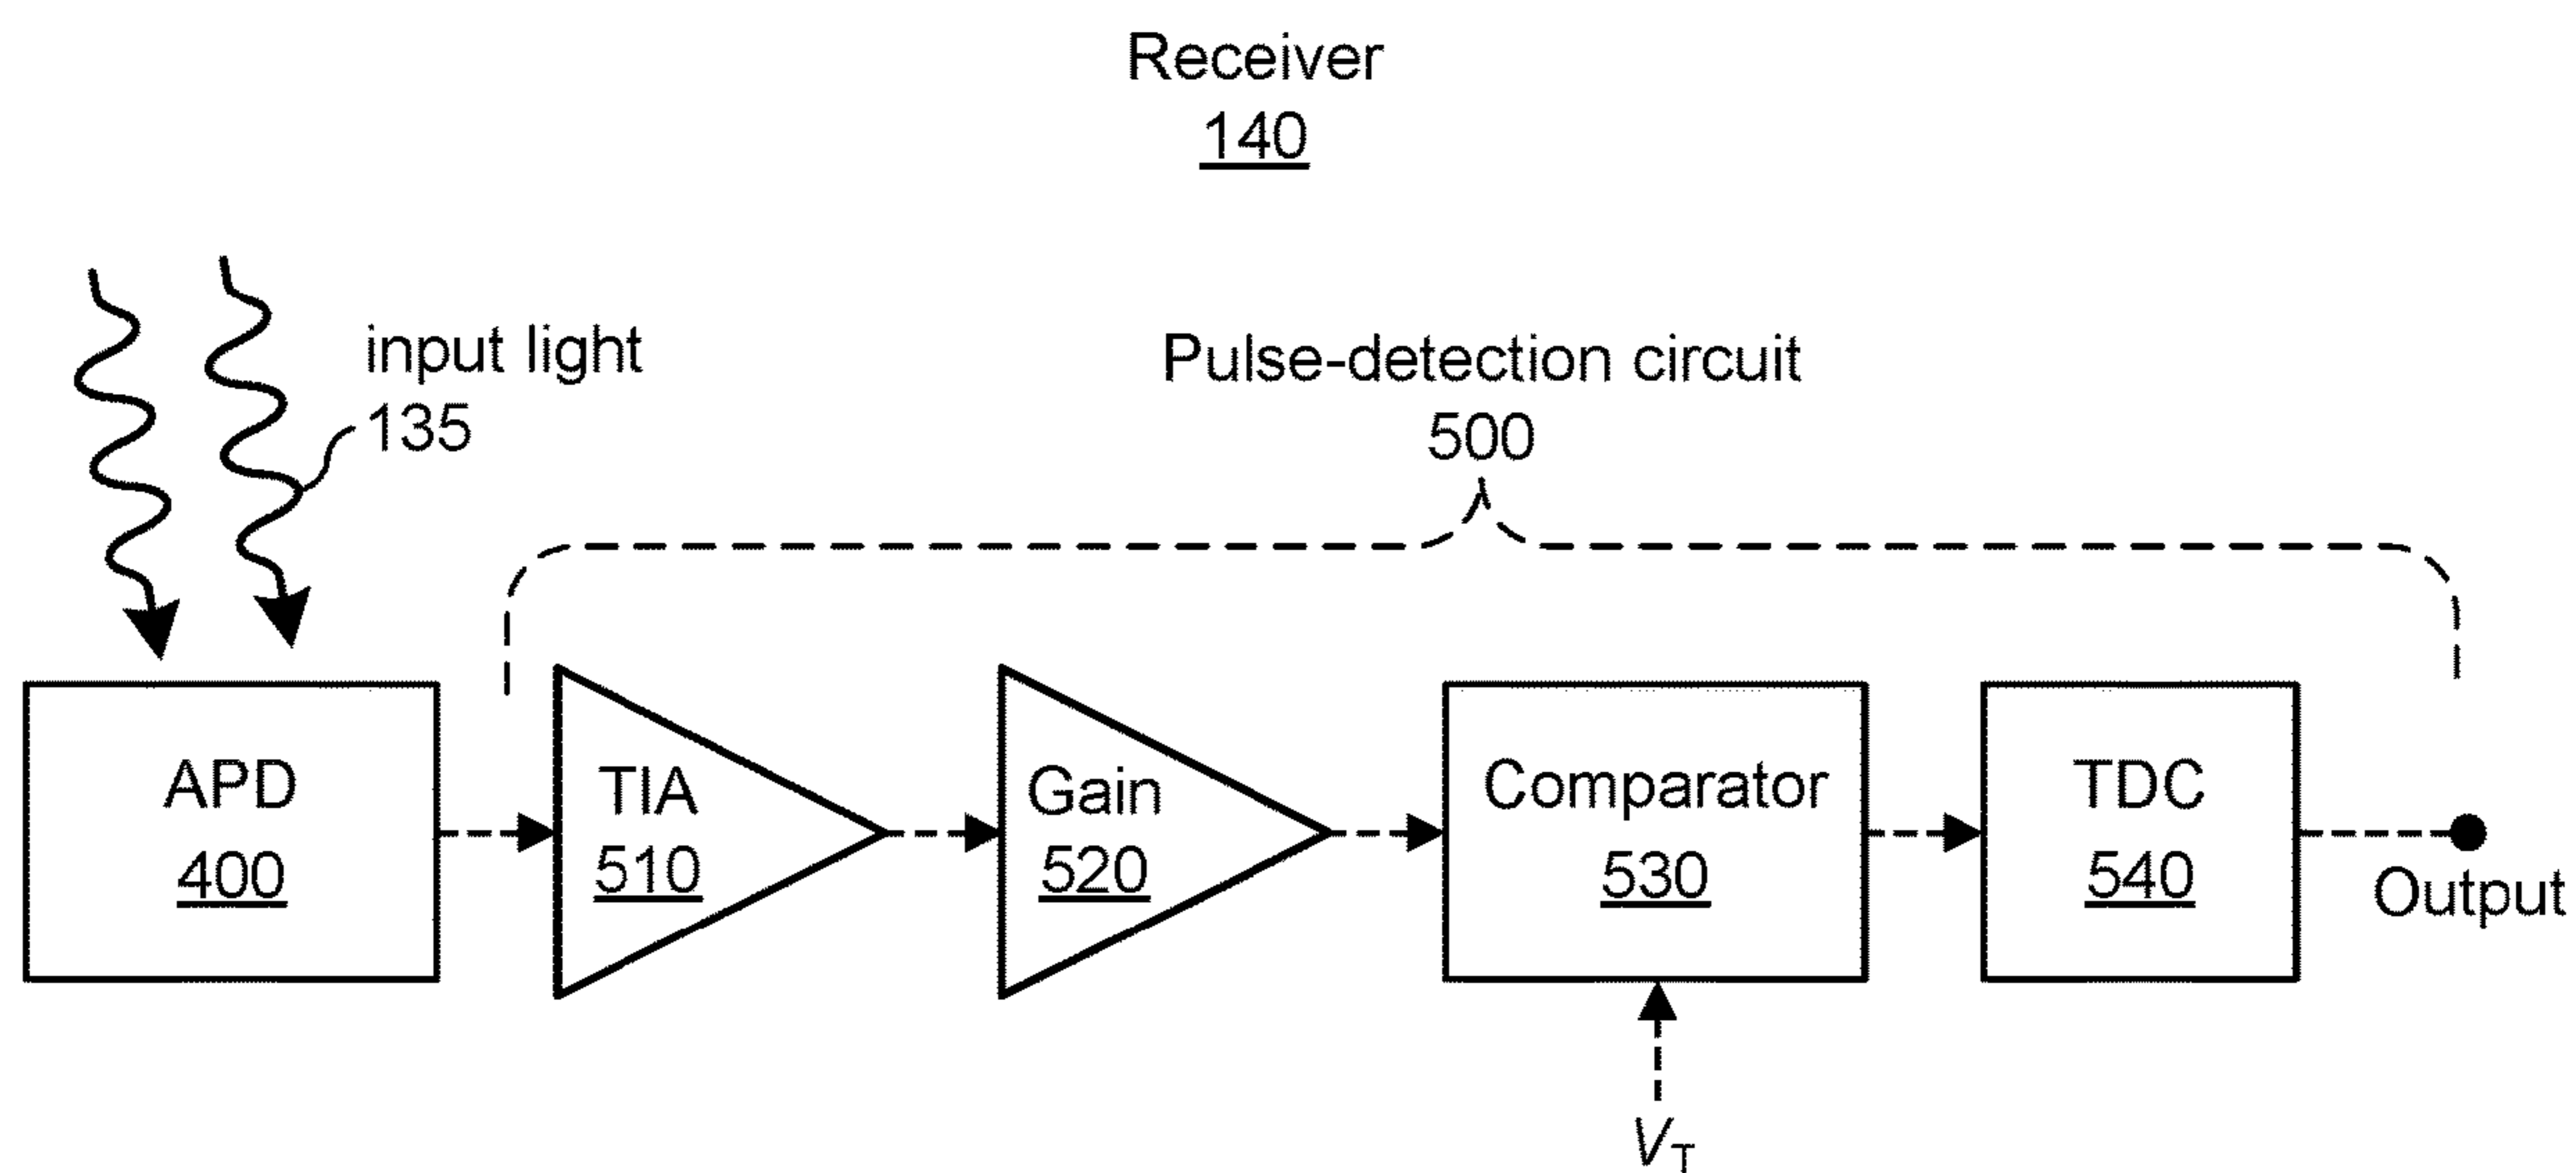 Receiver
140
input light
135
Pulse-detection circuit
500
APD
400
TIA
510
Gain
520
Comparator
530
TDC
540
Output
VT